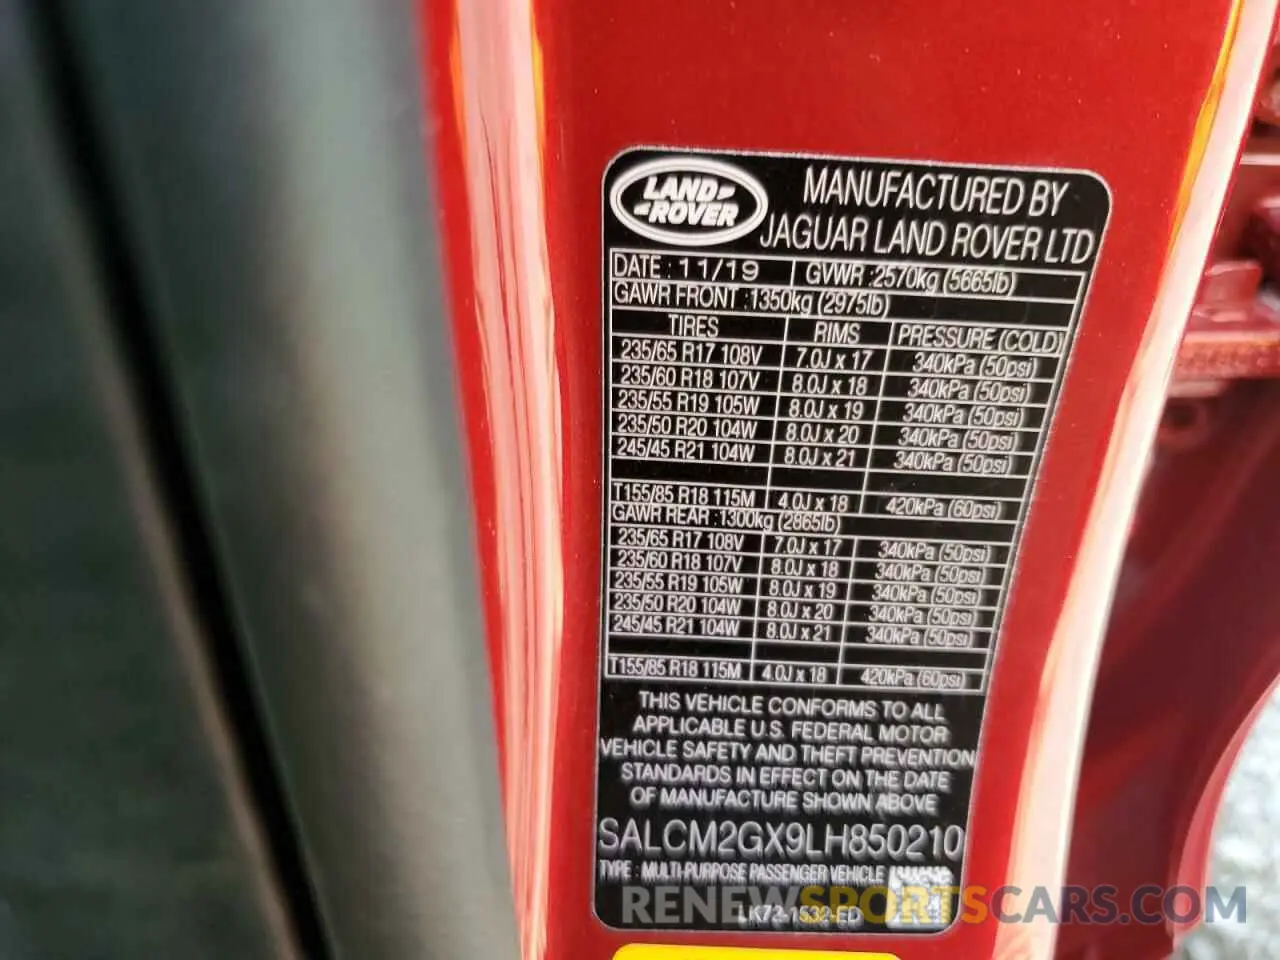 LAND ROVER
MANUFACTURED BY
JAGUAR LAND ROVER LTD
DATE : 11/19 GVWR :2570kg (5665lb)
GAWR FRONT :1350kg (2975lb)
TIRES RIMS PRESSURE (COLD)
235/65 R17 108V 7.0J x 17 340kPa (50psi)
235/60 R18 107V 8.0J x 18 340kPa (50psi)
235/55 R19 105W 8.0J x 19 340kPa (50psi)
235/50 R20 104W 8.0J x 20 340kPa (50psi)
245/45 R21 104W 8.0J x 21 340kPa (50psi)
T155/85 R18 115M 4.0J x 18 420kPa (60psi)
GAWR REAR :1300kg (2865lb)
235/65 R17 108V 7.0J x 17 340kPa (50psi)
235/60 R18 107V 8.0J x 18 340kPa (50psi)
235/55 R19 105W 8.0J x 19 340kPa (50psi)
235/50 R20 104W 8.0J x 20 340kPa (50psi)
245/45 R21 104W 8.0J x 21 340kPa (50psi)
T155/85 R18 115M 4.0J x 18 420kPa (60psi)
THIS VEHICLE CONFORMS TO ALL
APPLICABLE U.S. FEDERAL MOTOR
VEHICLE SAFETY AND THEFT PREVENTION
STANDARDS IN EFFECT ON THE DATE
OF MANUFACTURE SHOWN ABOVE
SALCM2GX9LH850210
TYPE : MULTI-PURPOSE PASSENGER VEHICLE
RENEWSPORTSCARS.COM
LK72-1532-ED